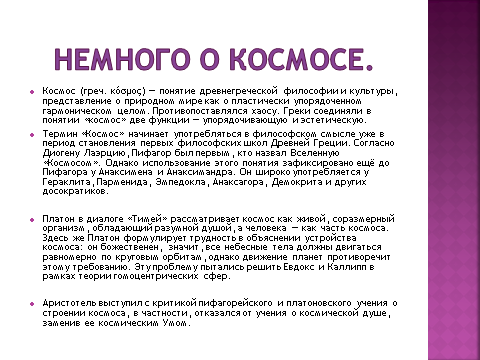 НЕМНОГО О КОСМОСЕ.
Космос (греч. κόσμος) — понятие древнегреческой философии и культуры,
представление о природном мире как о пластически упорядоченном
гармоническом целом. Противопоставлялся хаосу. Греки соединяли в
понятии «космос» две функции — упорядочивающую и эстетическую.
Термин «Космос» начинает употребляться в философском смысле уже в
период становления первых философских школ Древней Греции. Согласно
Диогену Лаэрцию, Пифагор был первым, кто назвал Вселенную
«Космосом». Однако использование этого понятия зафиксировано ещё до
Пифагора у Анаксимена и Анаксимандра. Он широко употребляется у
Гераклита, Парменида, Эмпедокла, Анаксагора, Демокрита и других
досократиков.
Платон в диалоге «Тимей» рассматривает космос как живой, соразмерный
организм, обладающий разумной душой, а человека — как часть космоса.
Здесь же Платон формулирует трудность в объяснении устройства
космоса: он божественен, значит, все небесные тела должны двигаться
равномерно по круговым орбитам, однако движение планет противоречит
этому требованию. Эту проблему пытались решить Евдокс и Каллипп в
рамках теории гомоцентрических сфер.
Аристотель выступил с критикой пифагорейского и платоновского учения о
строении космоса, в частности, отказался от учения о космической душе,
заменив ее космическим Умом.